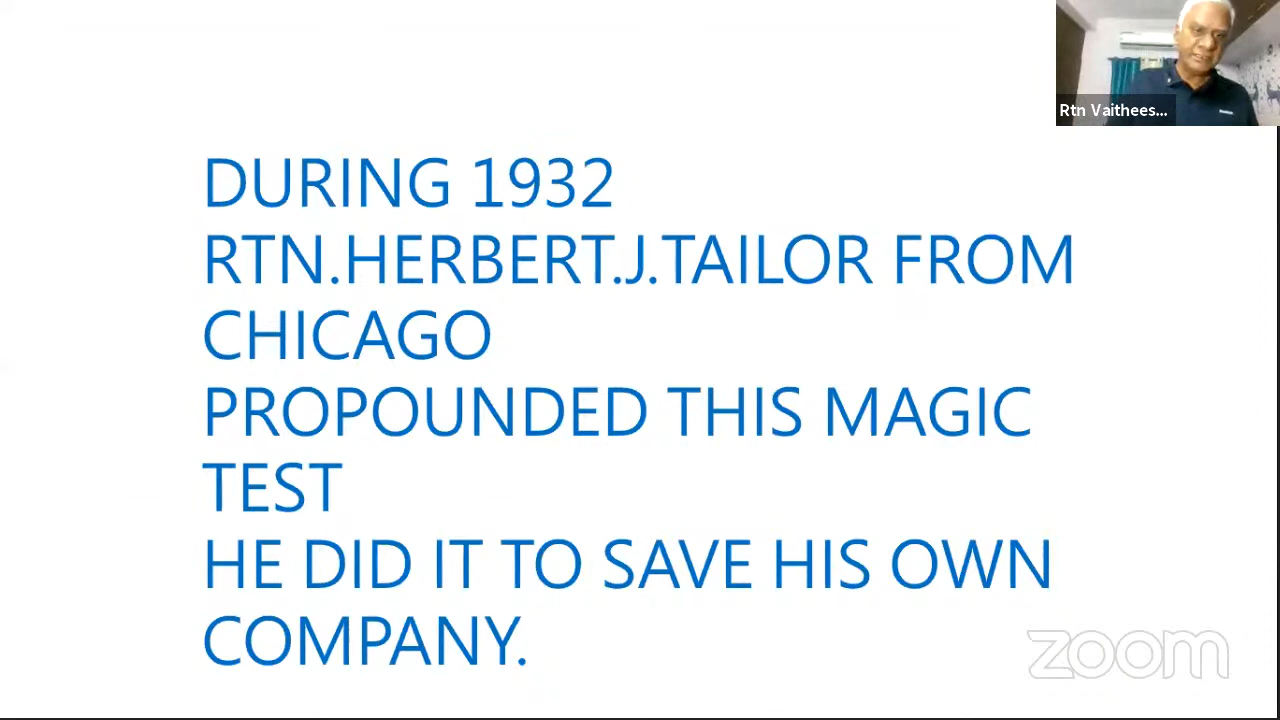 Rtn Vaithees...
DURING 1932
RTN.HERBERT.J.TAILOR FROM
CHICAGO
PROPOUNDED THIS MAGIC
TEST
HE DID IT TO SAVE HIS OWN
COMPANY.
zoom